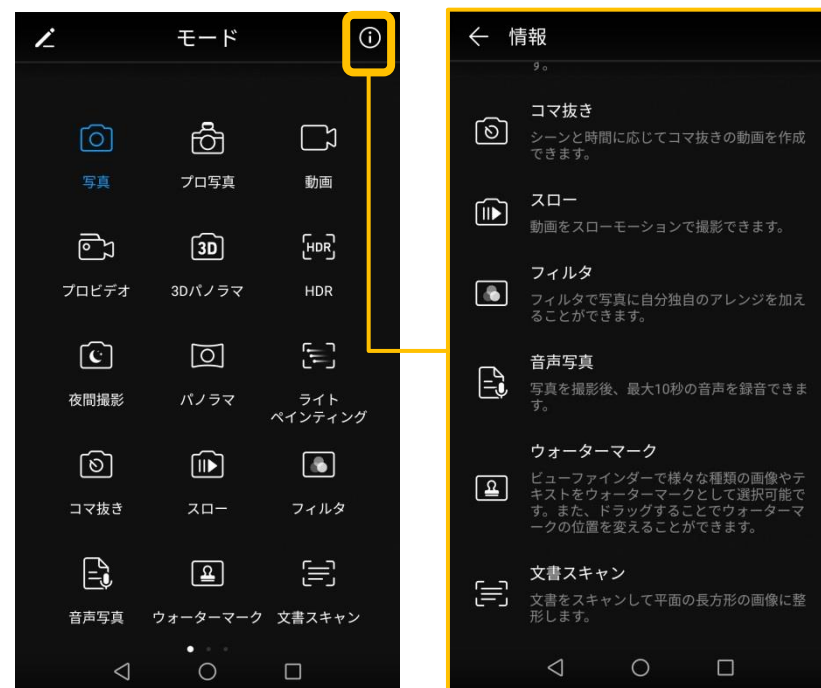 モード
写真
プロ写真
動画
プロビデオ
3D
3Dパノラマ
HDR
HDR
夜間撮影
パノラマ
ライト
ペインティング
コマ抜き
スロー
フィルタ
音声写真
ウォーターマーク
文書スキャン
情報
す。
コマ抜き
シーンと時間に応じてコマ抜きの動画を作成
できます。
スロー
動画をスローモーションで撮影できます。
フィルタ
フィルタで写真に自分独自のアレンジを加え
ることができます。
音声写真
写真を撮影後、最大10秒の音声を録音できま
す。
ウォーターマーク
ビューファインダーで様々な種類の画像やテ
キストをウォーターマークとして選択可能で
す。また、ドラッグすることでウォーターマ
ークの位置を変えることができます。
文書スキャン
文書をスキャンして平面の長方形の画像に整
形します。